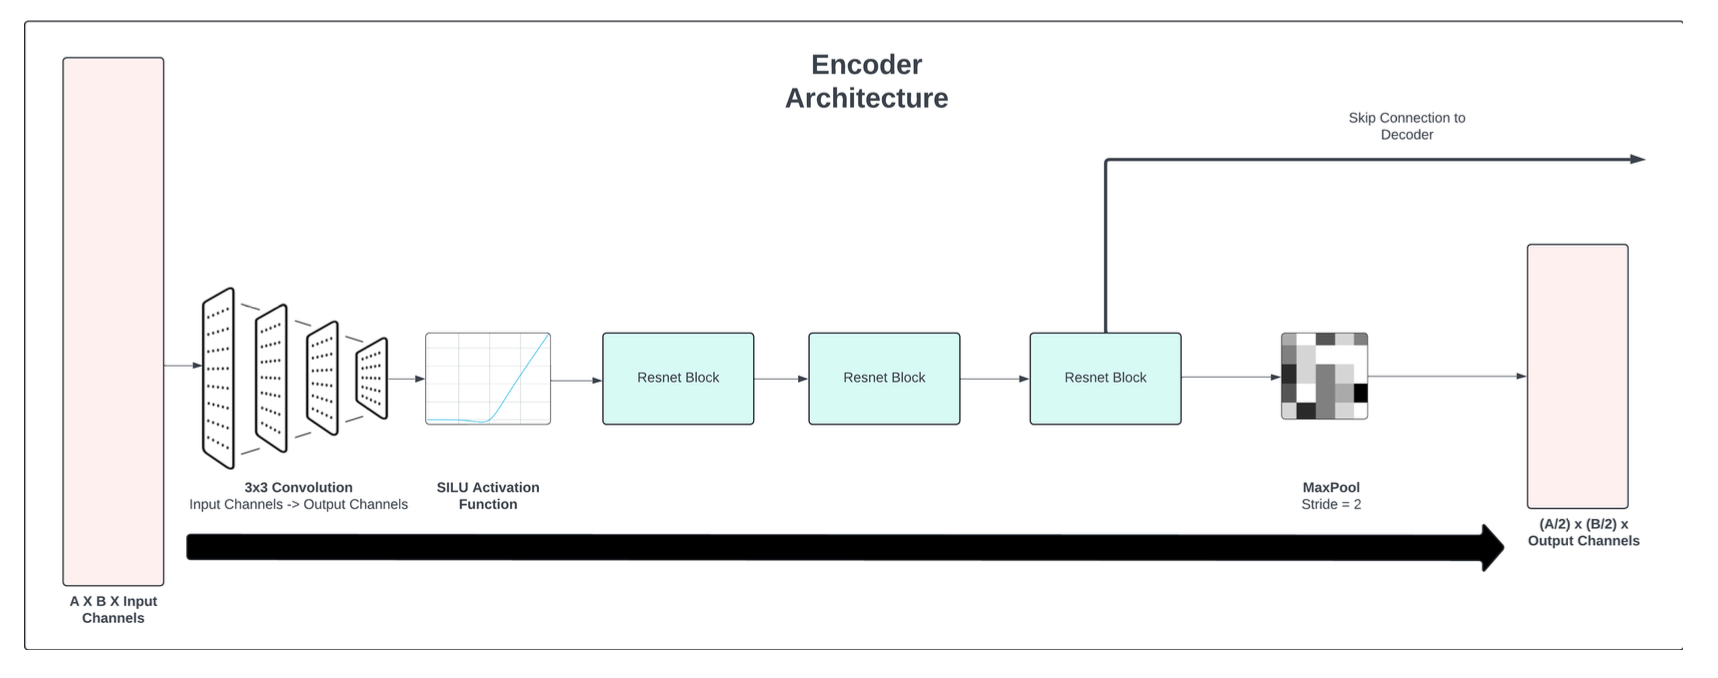 Encoder
Architecture
Skip Connection to
Decoder
Resnet Block
Resnet Block
Resnet Block
3x3 Convolution
Input Channels -> Output Channels
SILU Activation
Function
MaxPool
Stride = 2
(A/2) x (B/2) x
Output Channels
A X B X Input
Channels